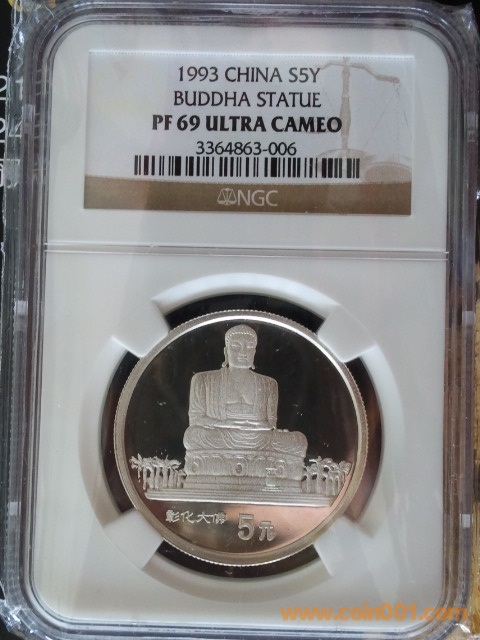 1993 CHINA S5Y
BUDDHA STATUE
PF 69 ULTRA CAMEO
3364863-006
NGC
彰化大佛 5元
www.coin001.com